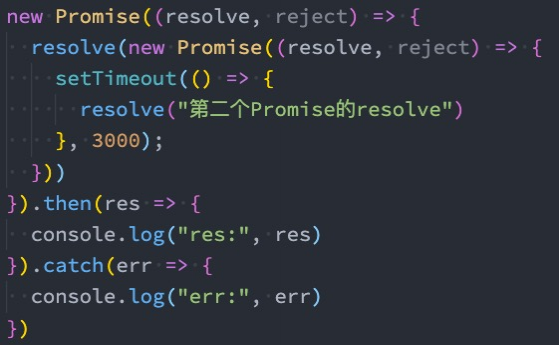 new Promise((resolve, reject) => {
  resolve(new Promise((resolve, reject) => {
    setTimeout(() => {
      resolve("第二个Promise的resolve")
    }, 3000);
  }))
}).then(res => {
  console.log("res:", res)
}).catch(err => {
  console.log("err:", err)
})